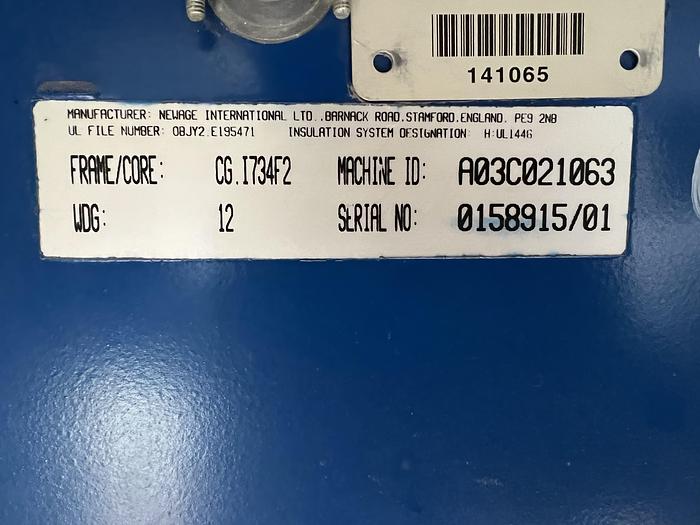 141065
MANUFACTURER: NEWAGE INTERNATIONAL LTD..BARNACK ROAD.STAMFORD.ENGLAND. PE9 2NB
UL FILE NUMBER: OBJY2.E195471 INSULATION SYSTEM DESIGNATION: H:UL144G
FRAME/CORE: CG.I734F2 MACHINE ID: A03C021063
WDG: 12 SERIAL NO: 0158915/01